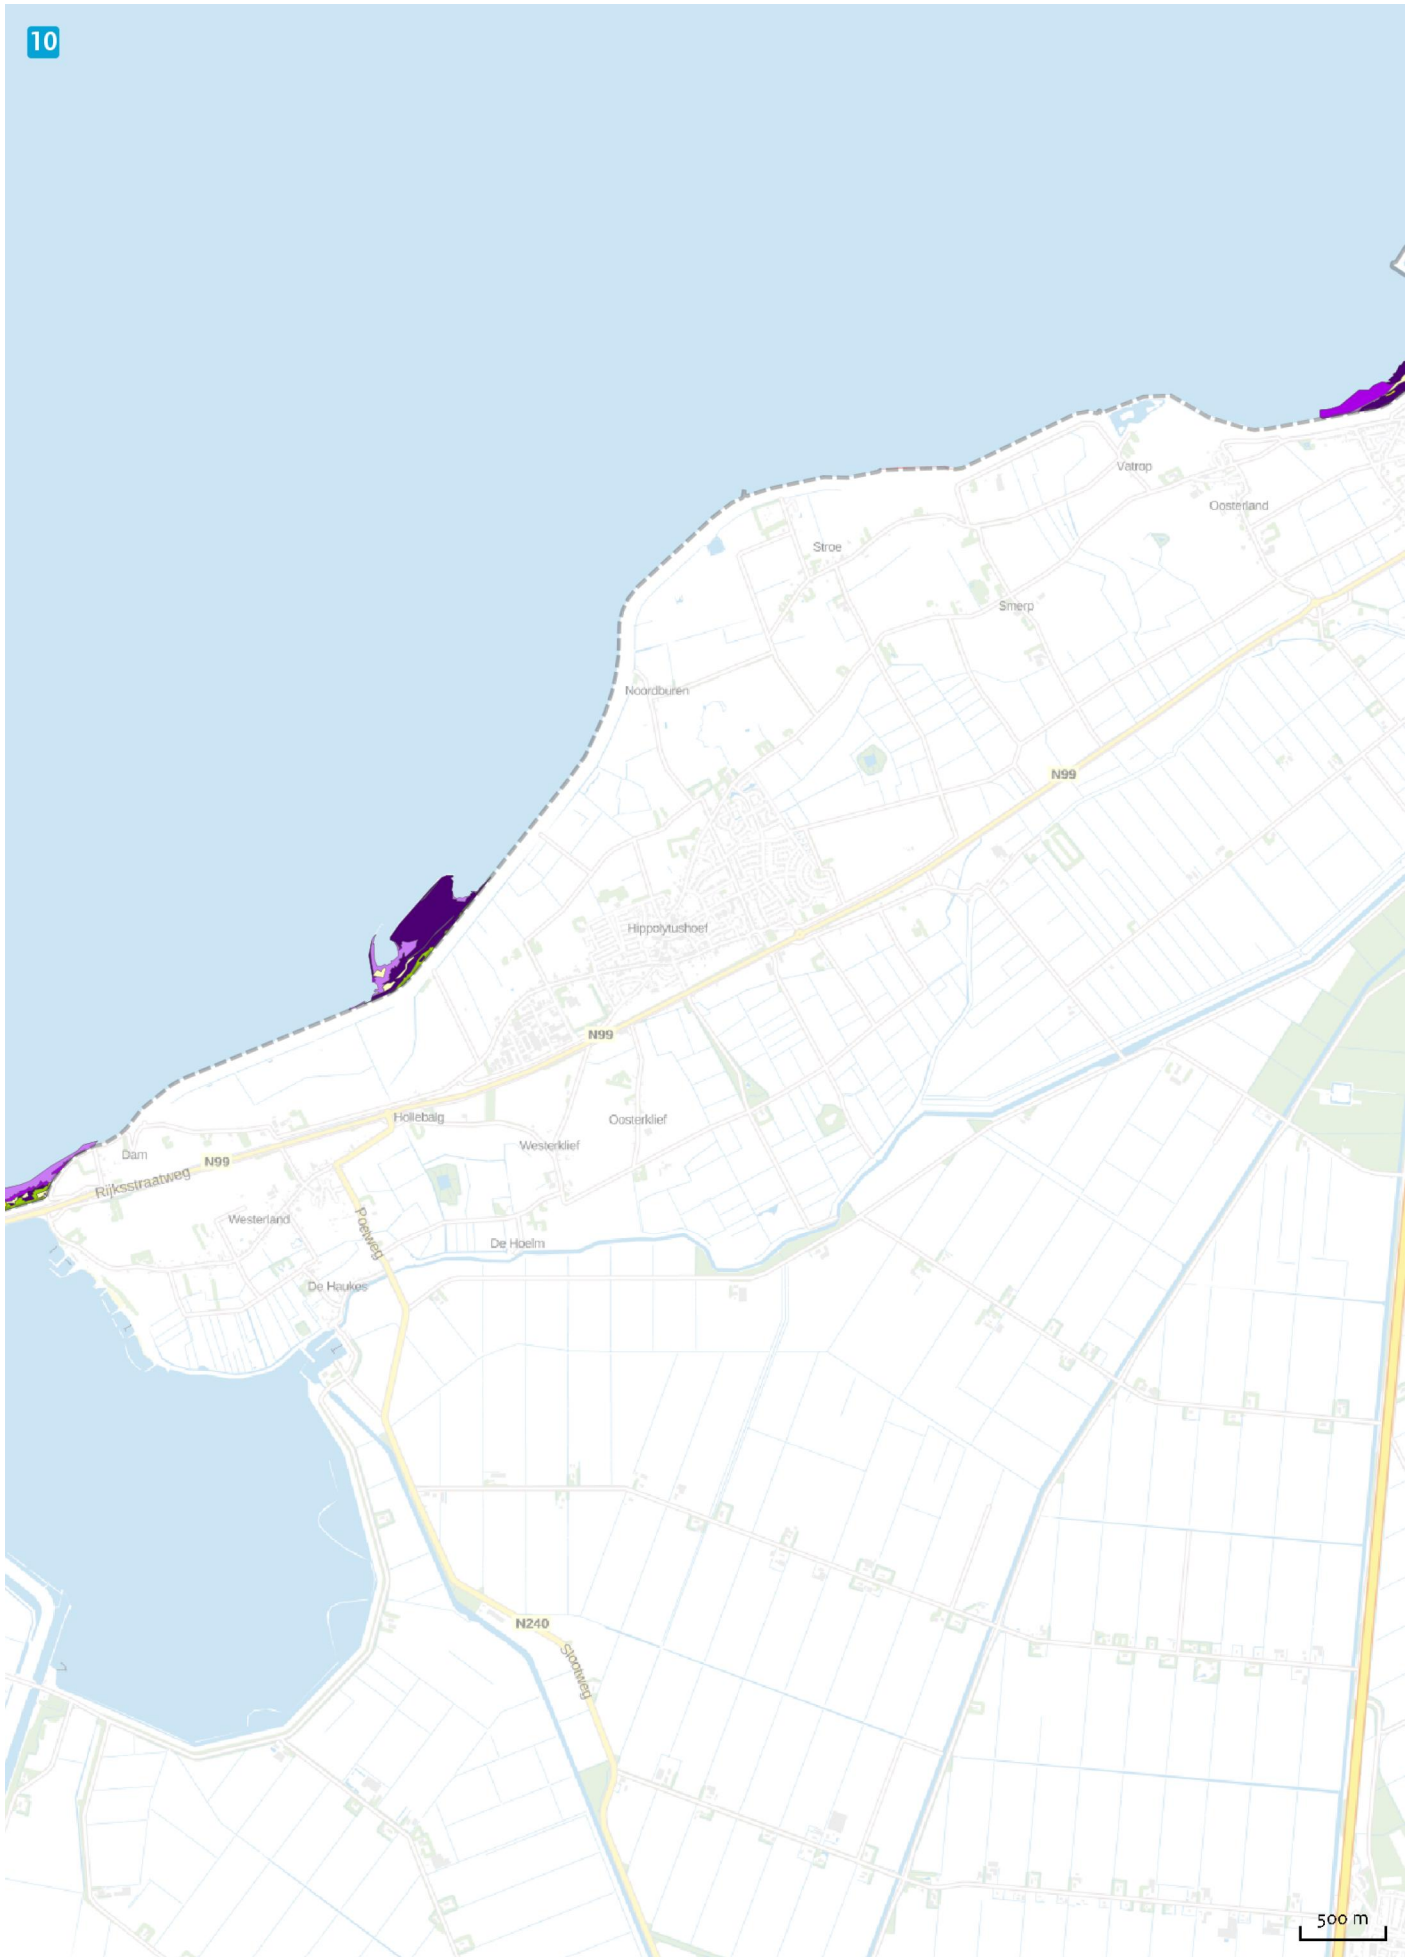 10
Vatrop
Oosterland
Stroe
Smerp
Noordburen
N99
Hippolytushoef
N99
Hollebalg
Oosterklief
Westerklief
Dam
N99
Rijksstraatweg
Westerland
Poelweg
De Hoelm
De Haukes
N240
Slootweg
500 m